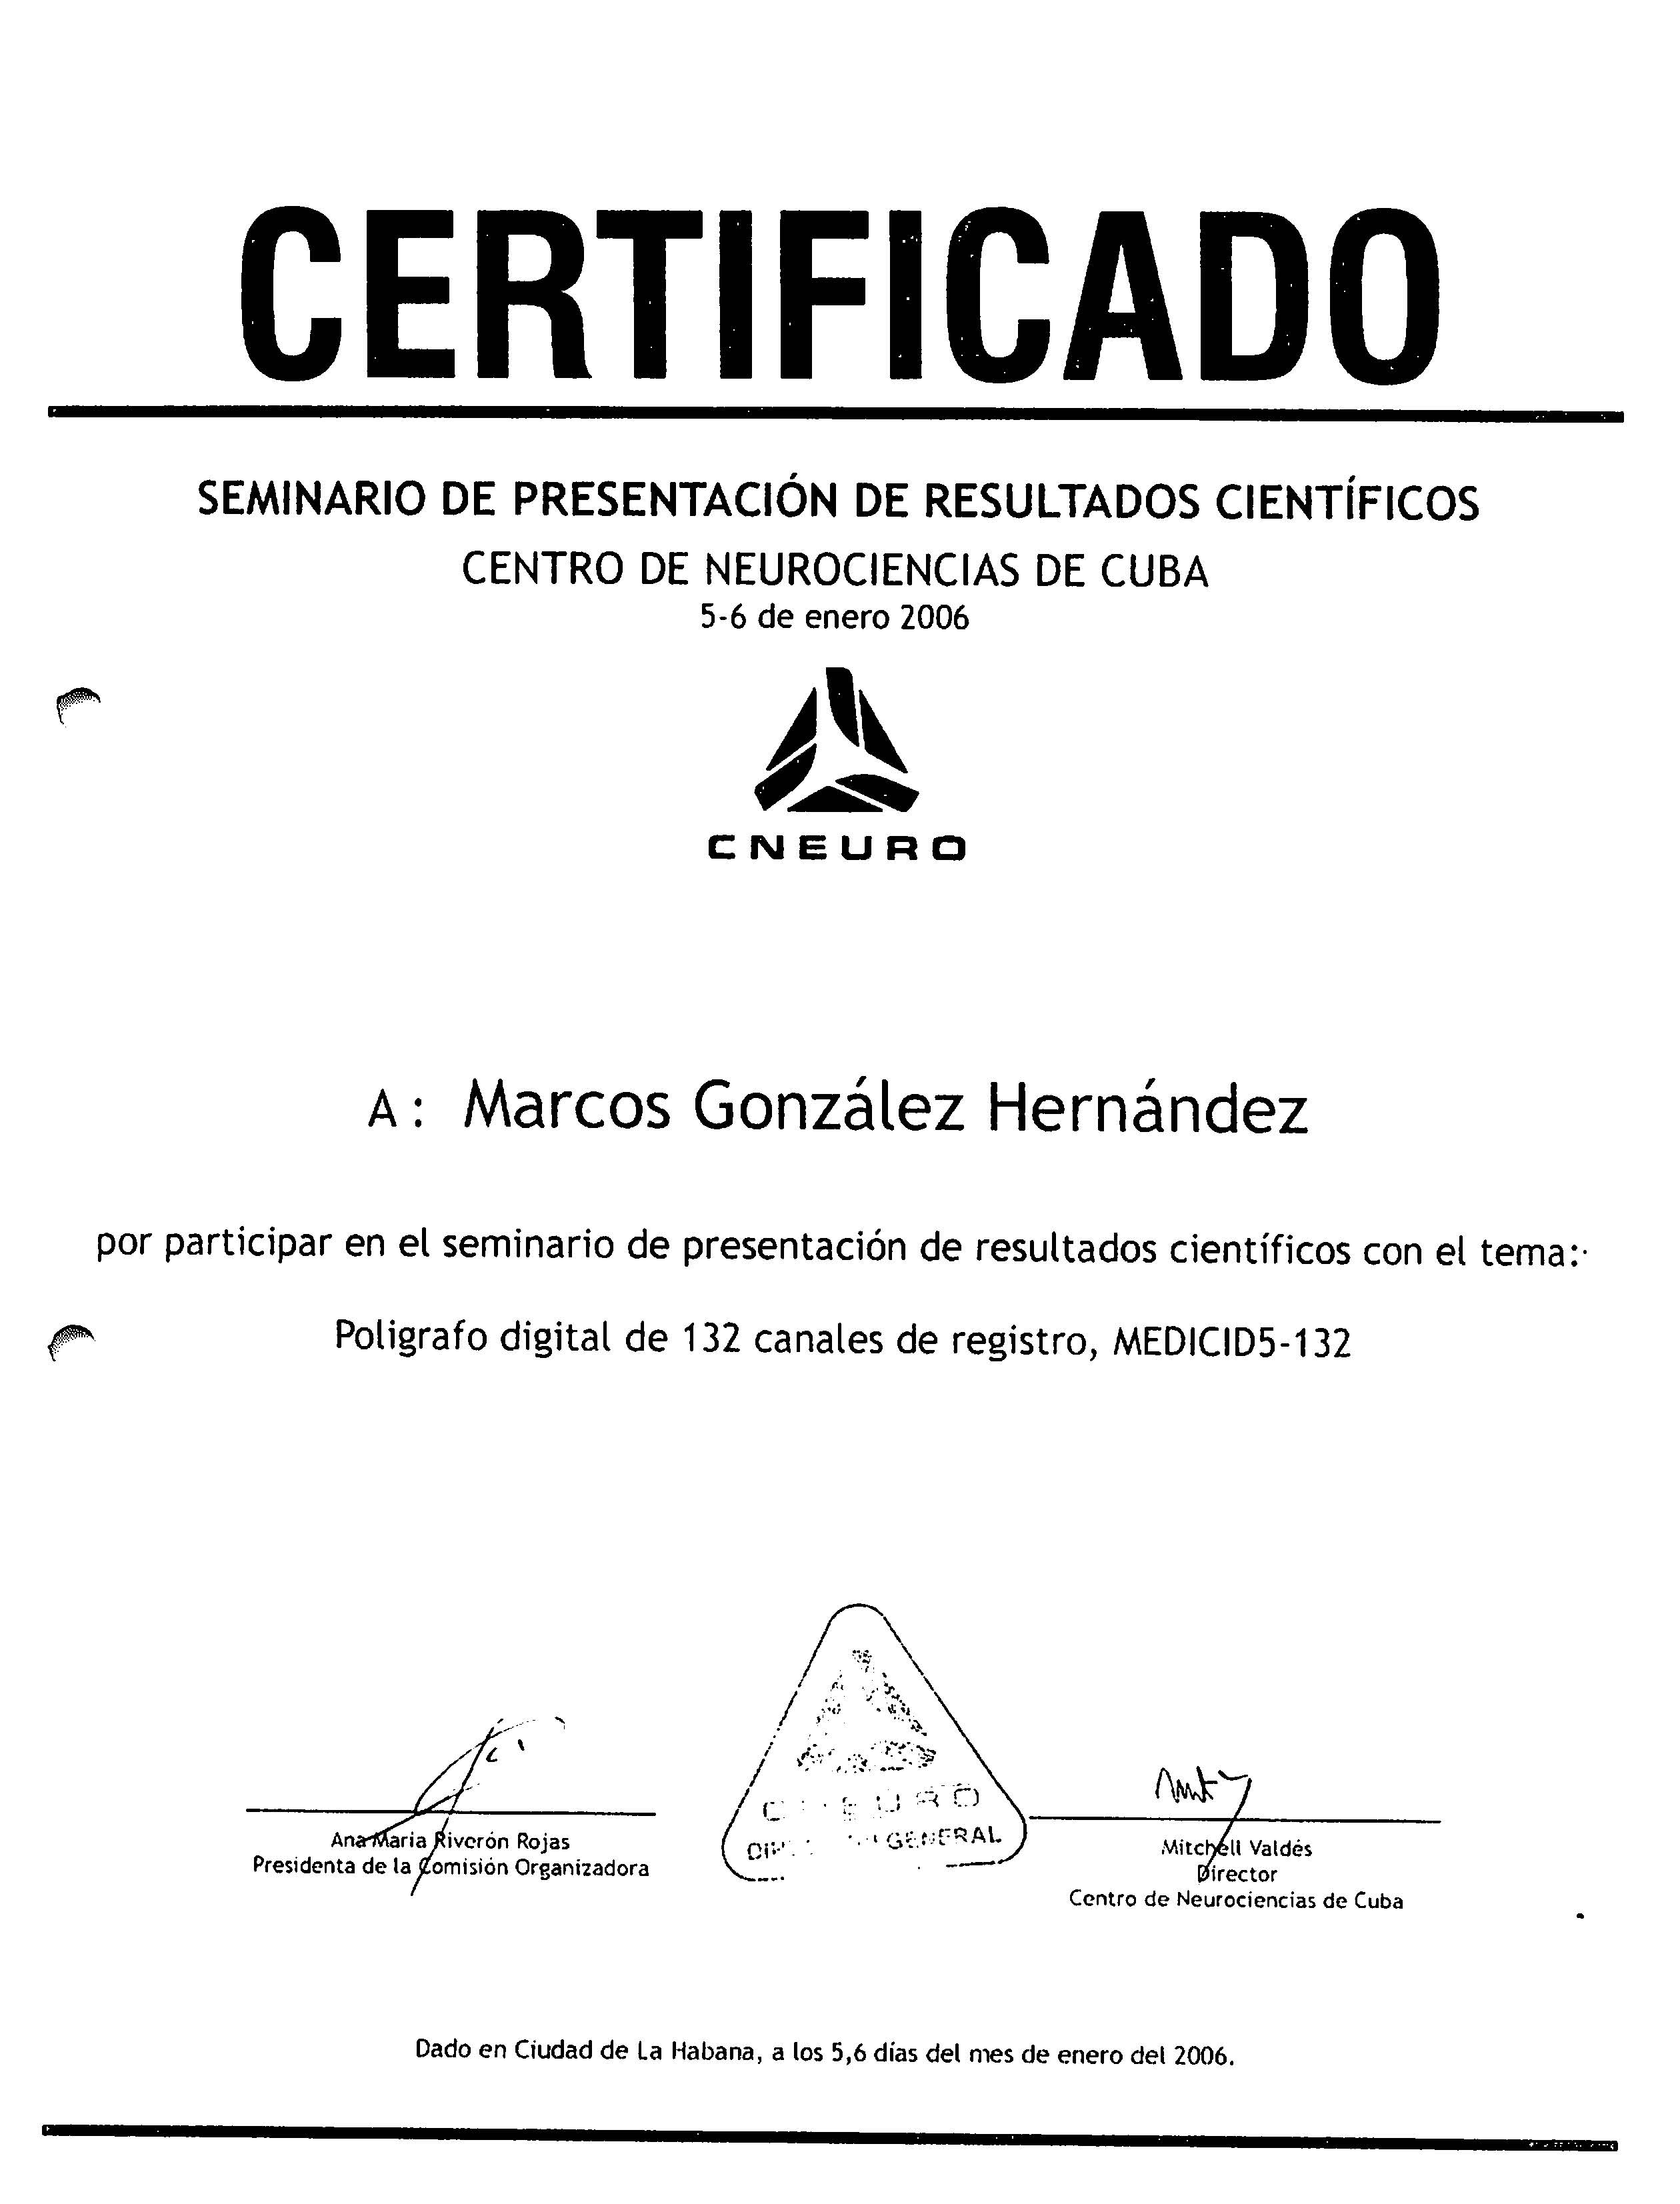 CERTIFICADO
SEMINARIO DE PRESENTACIÓN DE RESULTADOS CIENTÍFICOS
CENTRO DE NEUROCIENCIAS DE CUBA
5-6 de enero 2006
CNEURO
A: Marcos González Hernández
por participar en el seminario de presentación de resultados científicos con el tema:
Poligrafo digital de 132 canales de registro, MEDICID5-132
GENERAL
Ana Maria Riverón Rojas
Presidenta de la Comisión Organizadora
Mitchell Valdés
Director
Centro de Neurociencias de Cuba
Dado en Ciudad de La Habana, a los 5,6 días del mes de enero del 2006.